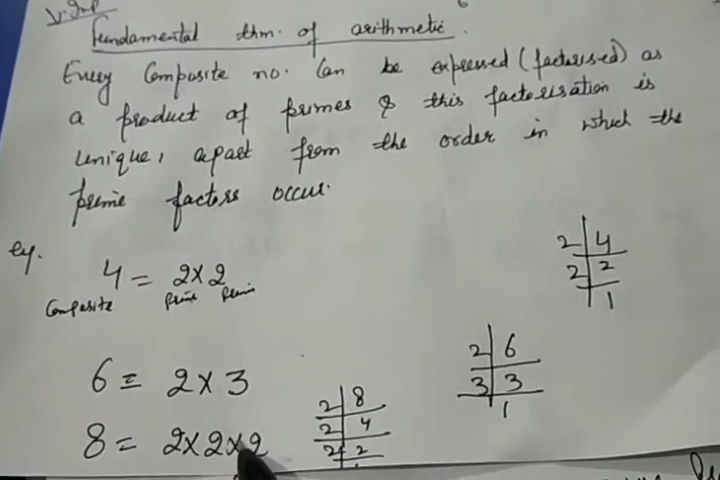 V. Imp
Fundamental thm. of arithmetic.
Every Composite no. Can be expressed (factorised) as
a product of primes & this factorisation is
unique, apart from the order in which the
prime factors occur.
eg.
4 = 2×2
Composite prime prime
2 4
2 2
1
6 = 2×3
2 6
3 3
1
8 = 2×2×2
2 8
2 4
2 2
1